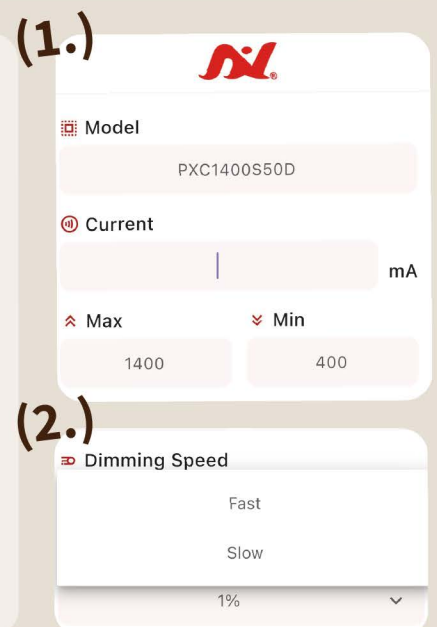 (1.)
Model
PXC1400S50D
Current
mA
Max Min
1400 400
(2.)
Dimming Speed
Fast
Slow
1%